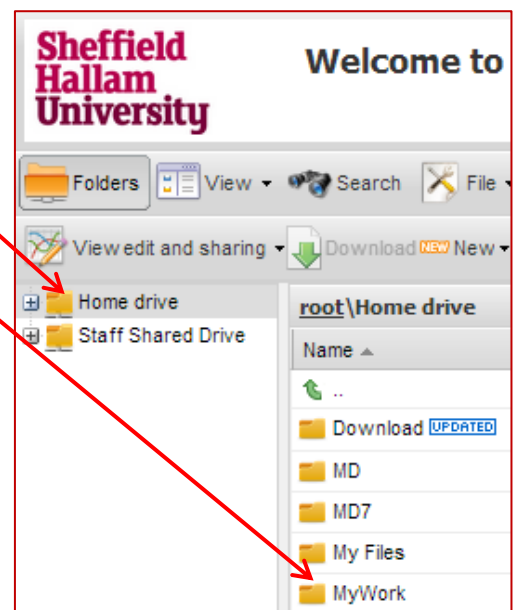 Sheffield
Hallam
University
Welcome to
Folders View Search File
View edit and sharing Download NEW New
Home drive
Staff Shared Drive
root\Home drive
Name
..
Download UPDATED
MD
MD7
My Files
MyWork